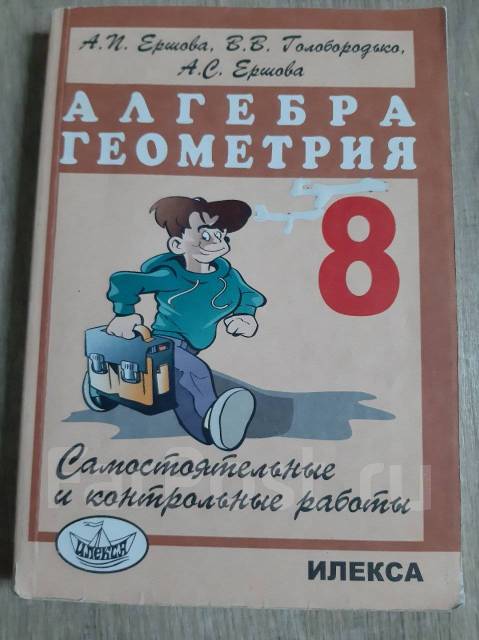 А.П. Ершова, В.В. Голобородько,
А.С. Ершова
АЛГЕБРА
ГЕОМЕТРИЯ
8
Самостоятельные
и контрольные работы
ИЛЕКСА
ИЛЕКСА